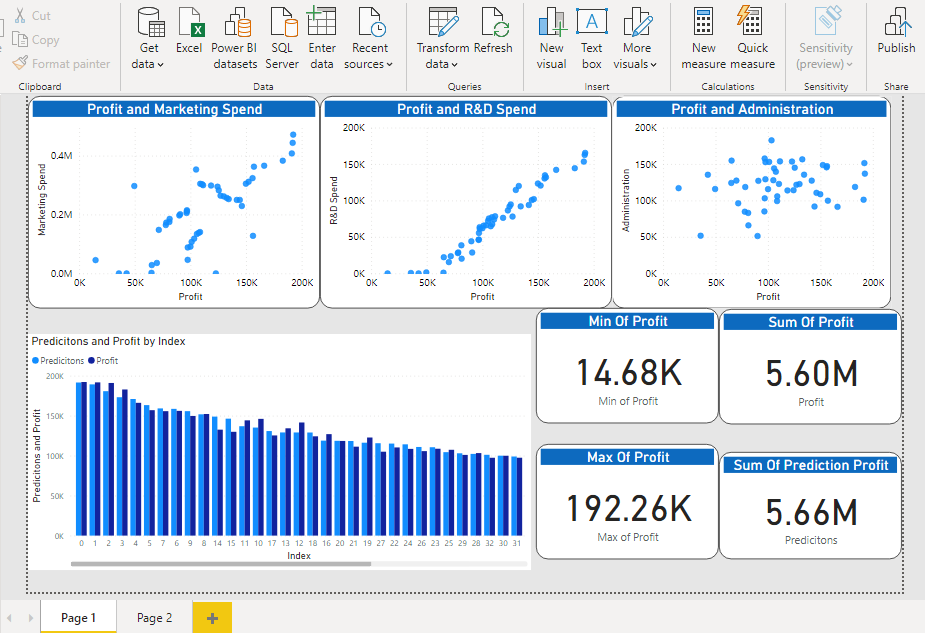 Cut
Copy
Format painter
Clipboard
Get data
Excel
Power BI datasets
SQL Server
Enter data
Recent sources
Data
Transform data
Refresh
Queries
New visual
Text box
More visuals
Insert
New measure
Quick measure
Calculations
Sensitivity (preview)
Sensitivity
Publish
Share
Profit and Marketing Spend
Marketing Spend
0.4M
0.2M
0.0M
0K 50K 100K 150K 200K
Profit
Profit and R&D Spend
R&D Spend
200K
150K
100K
50K
0K
0K 50K 100K 150K 200K
Profit
Profit and Administration
Administration
200K
150K
100K
50K
0K
0K 50K 100K 150K 200K
Profit
Predicitons and Profit by Index
Predicitons Profit
Predicitons and Profit
200K
150K
100K
50K
0K
0 1 2 3 4 5 7 6 9 8 14 15 11 10 17 13 12 18 16 20 21 19 27 22 24 26 23 25 29 28 32 30 31
Index
Min Of Profit
14.68K
Min of Profit
Sum Of Profit
5.60M
Profit
Max Of Profit
192.26K
Max of Profit
Sum Of Prediction Profit
5.66M
Predicitons
Page 1
Page 2
+